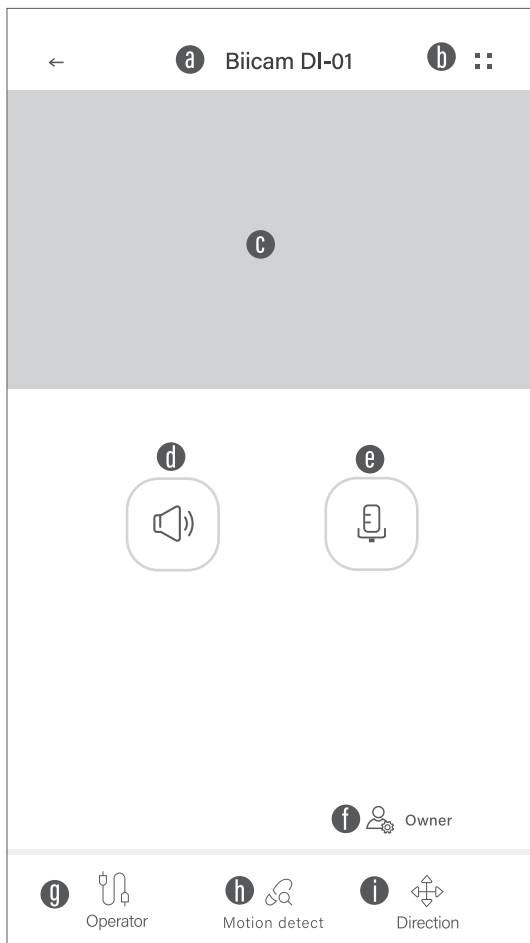 a Biicam DI-01 b
c
d e
f Owner
g h i
Operator Motion detect Direction